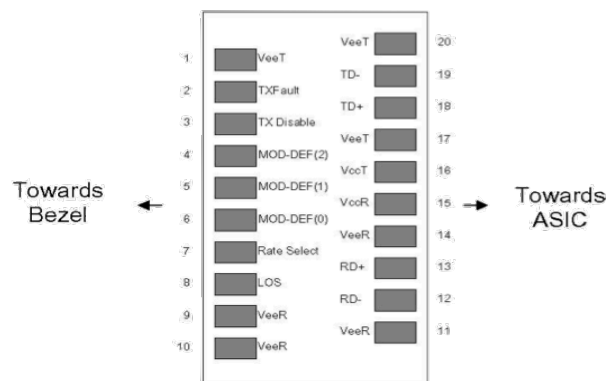 VeeT 20
1 VeeT
TD- 19
2 TXFault
TD+ 18
3 TX Disable
VeeT 17
4 MOD-DEF(2)
VccT 16
5 MOD-DEF(1)
Towards
Bezel
VccR 15
Towards
ASIC
6 MOD-DEF(0)
VeeR 14
7 Rate Select
RD+ 13
8 LOS
RD- 12
9 VeeR
VeeR 11
10 VeeR